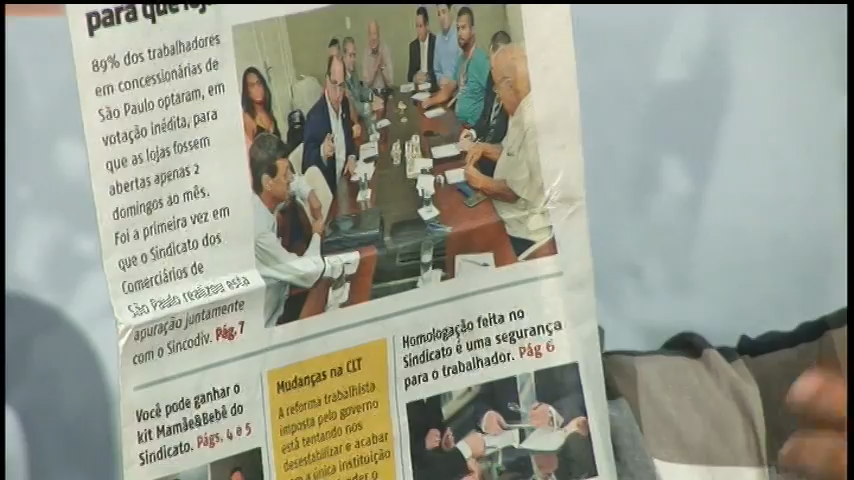 para que loja
89% dos trabalhadores
em concessionárias de
São Paulo optaram, em
votação inédita, para
que as lojas fossem
abertas apenas 2
domingos ao mês.
Foi a primeira vez em
que o Sindicato dos
Comerciários de
São Paulo realizou esta
apuração juntamente
com o Sincodiv. Pág. 7
Você pode ganhar o
kit Mamãe&Bebê do
Sindicato. Págs. 4 e 5
Mudanças na CLT
A reforma trabalhista
imposta pelo governo
está tentando nos
desestabilizar e acabar
a única instituição
Homologação feita no
Sindicato é uma segurança
para o trabalhador. Pág 6